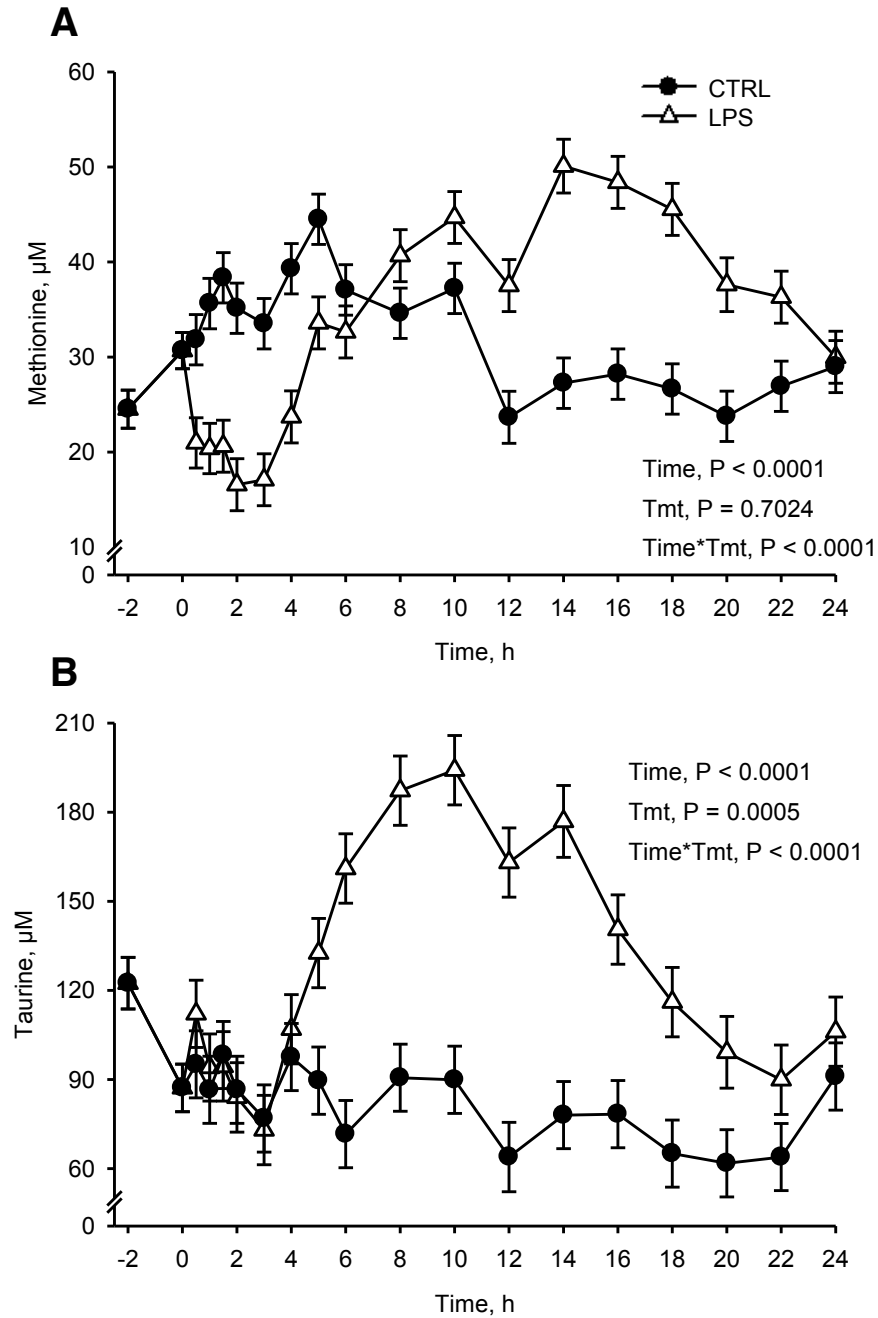 A
60
50
40
30
20
10
0
Methionine, µM
CTRL
LPS
Time, P < 0.0001
Tmt, P = 0.7024
Time*Tmt, P < 0.0001
-2 0 2 4 6 8 10 12 14 16 18 20 22 24
Time, h
B
210
180
150
120
90
60
0
Taurine, µM
Time, P < 0.0001
Tmt, P = 0.0005
Time*Tmt, P < 0.0001
-2 0 2 4 6 8 10 12 14 16 18 20 22 24
Time, h